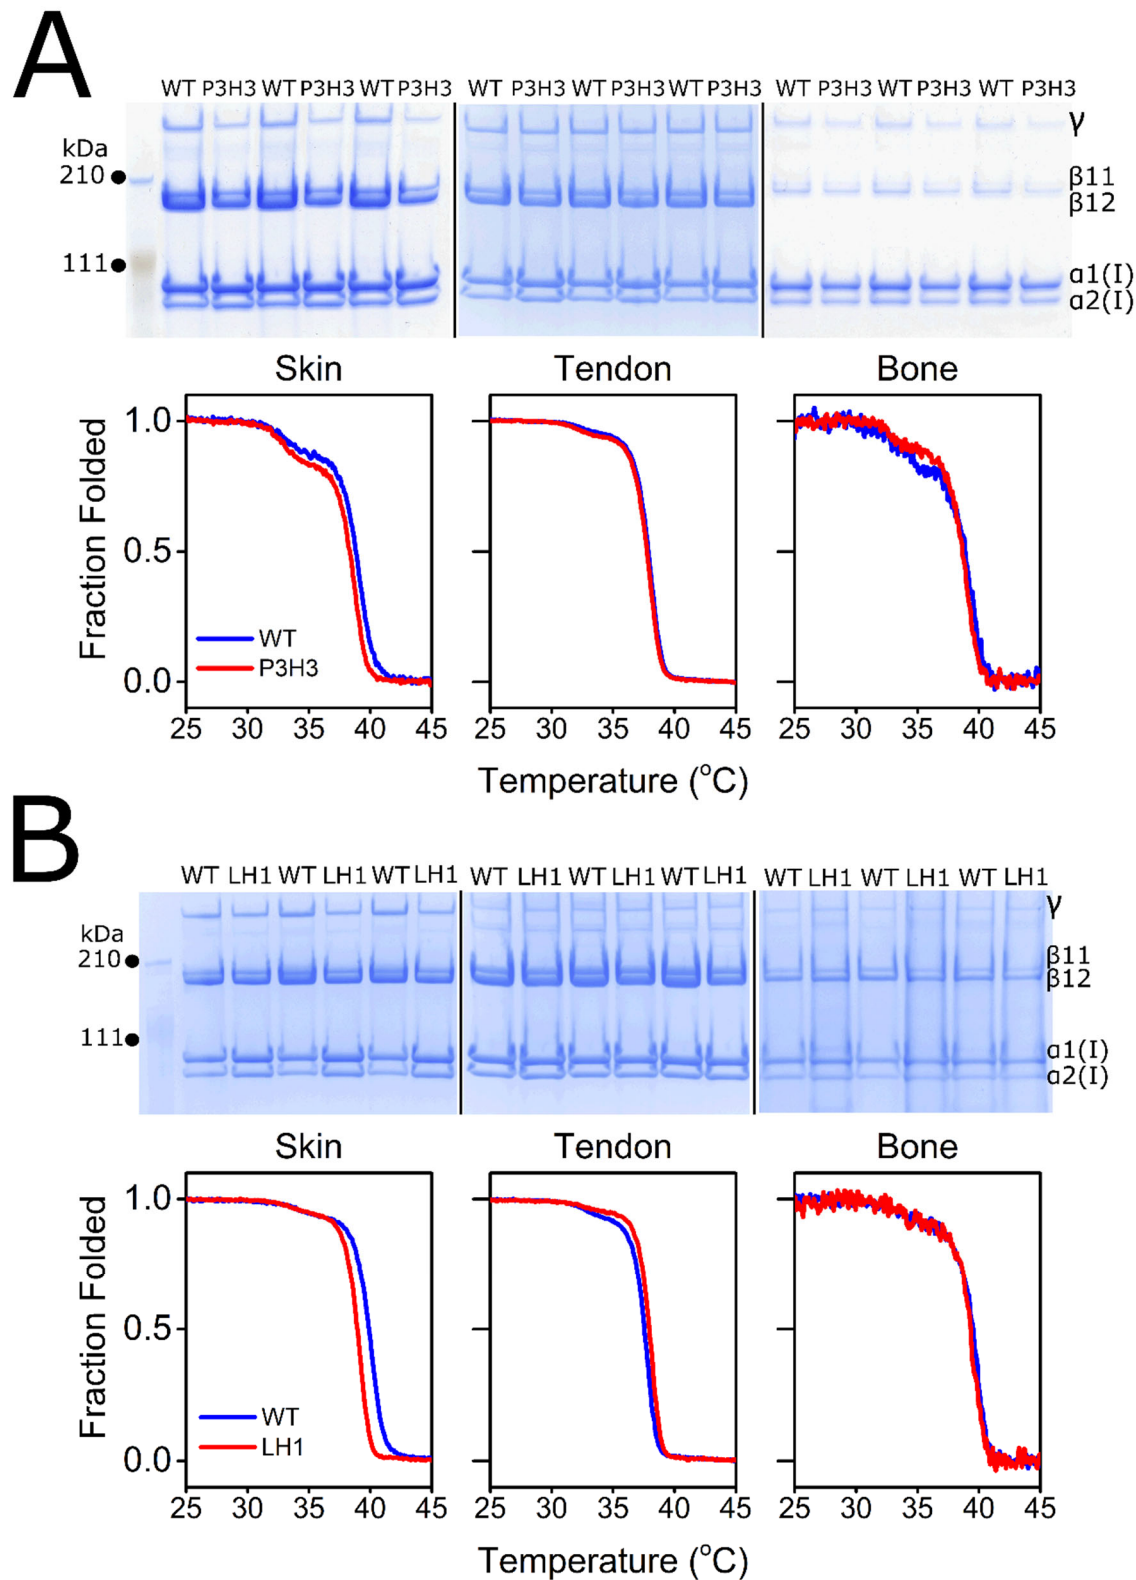 A
WT P3H3 WT P3H3 WT P3H3 WT P3H3 WT P3H3 WT P3H3 WT P3H3 WT P3H3 WT P3H3
kDa
210
111
γ
β11
β12
α1(I)
α2(I)
Skin Tendon Bone
Fraction Folded
1.0
0.5
0.0
WT
P3H3
25 30 35 40 45 25 30 35 40 45 25 30 35 40 45
Temperature (°C)
B
WT LH1 WT LH1 WT LH1 WT LH1 WT LH1 WT LH1 WT LH1 WT LH1 WT LH1
kDa
210
111
γ
β11
β12
α1(I)
α2(I)
Skin Tendon Bone
Fraction Folded
1.0
0.5
0.0
WT
LH1
25 30 35 40 45 25 30 35 40 45 25 30 35 40 45
Temperature (°C)